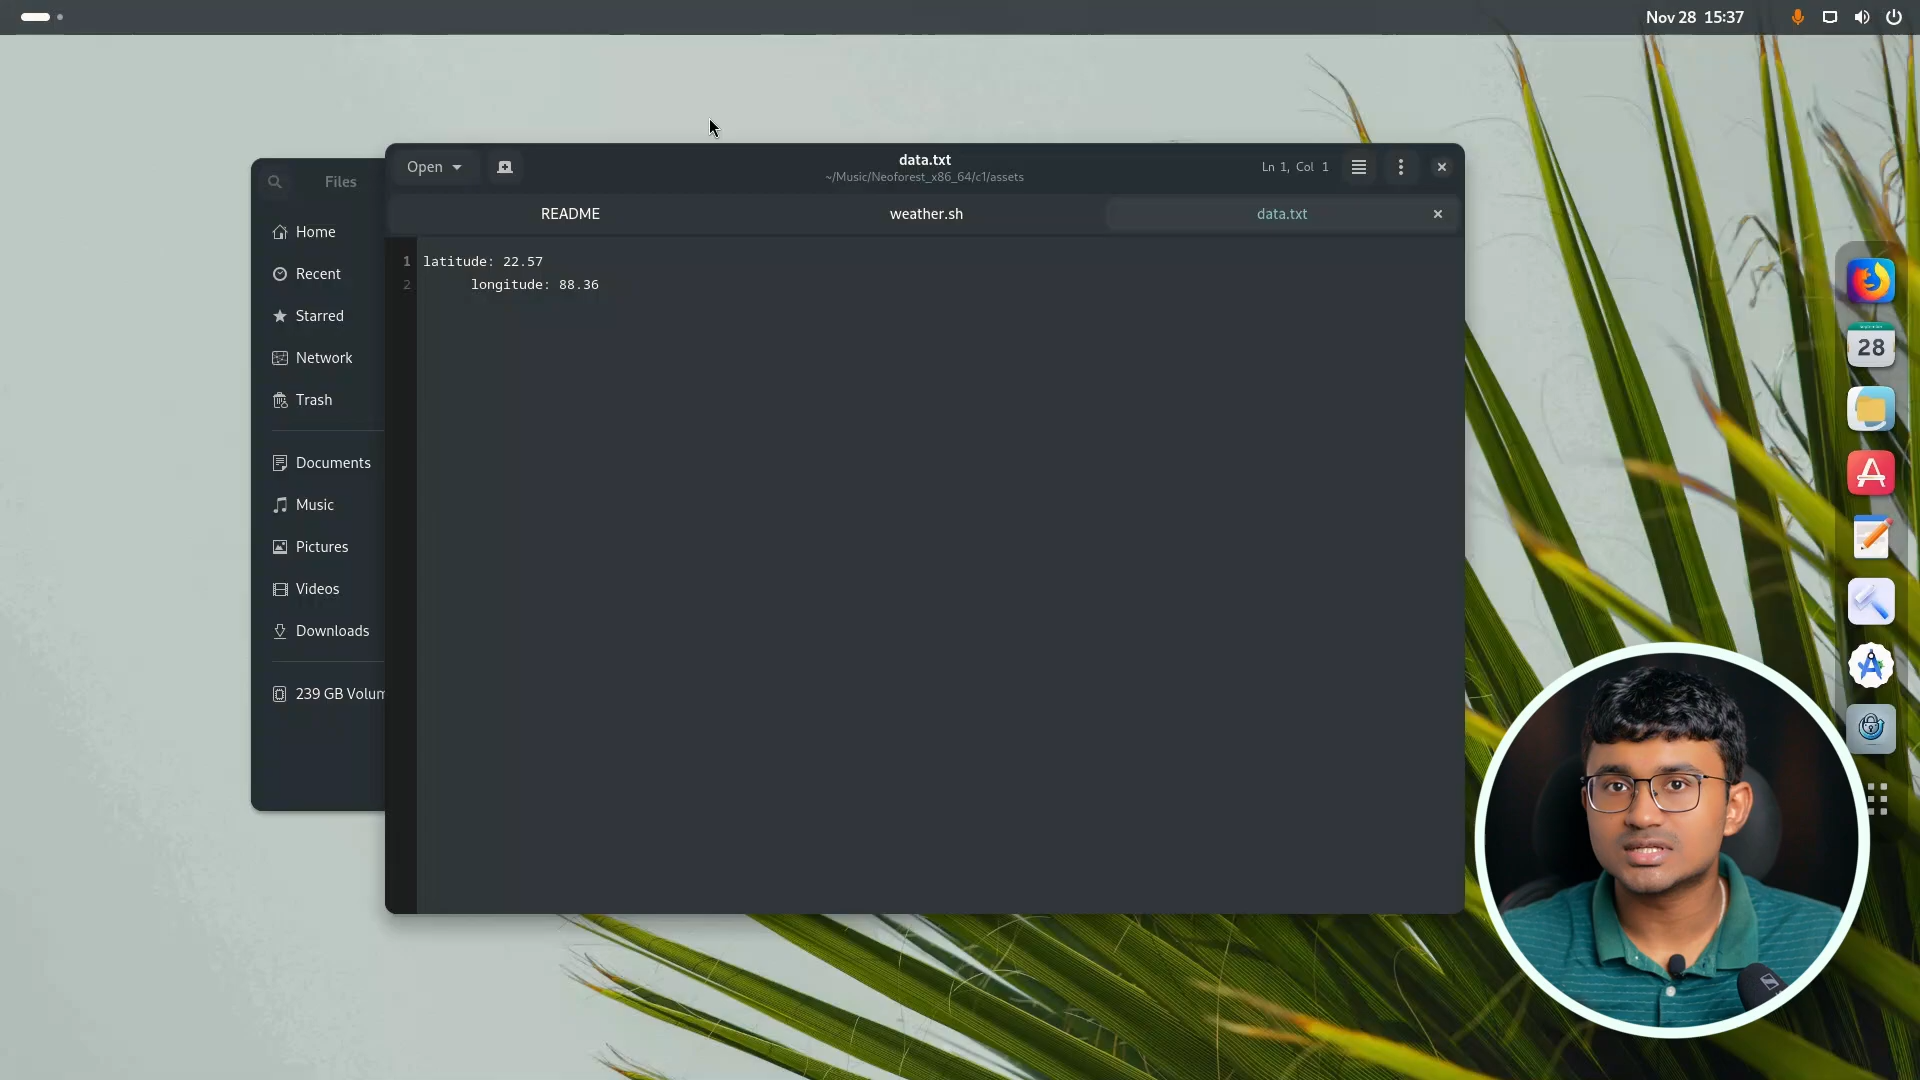 Nov 28 15:37
Files
Home
Recent
Starred
Network
Trash
Documents
Music
Pictures
Videos
Downloads
239 GB Volum
Open
data.txt
~/Music/Neoforest_x86_64/c1/assets
Ln 1, Col 1
README
weather.sh
data.txt
1 latitude: 22.57
2 longitude: 88.36
28